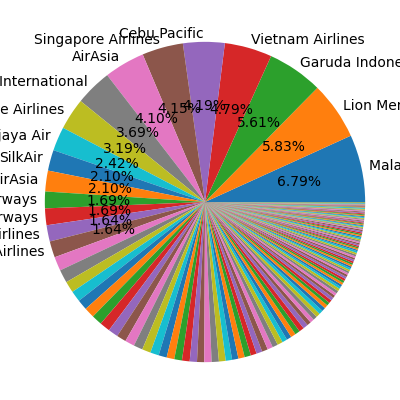 Cebu Pacific
Singapore Airlines
Vietnam Airlines
AirAsia
Garuda Indone
International
Lion Men
e Airlines
jaya Air
SilkAir
Mala
irAsia
rways
rways
irlines
Airlines
4.19%
4.15%
4.79%
4.10%
5.61%
3.69%
5.83%
3.19%
2.42%
2.10%
6.79%
2.10%
1.69%
1.69%
1.64%
1.64%